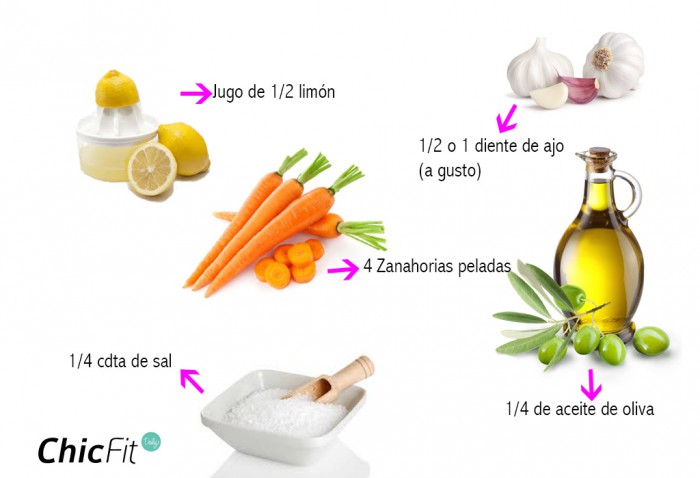 Jugo de 1/2 limón
1/2 o 1 diente de ajo
(a gusto)
4 Zanahorias peladas
1/4 cdta de sal
1/4 de aceite de oliva
ChicFit